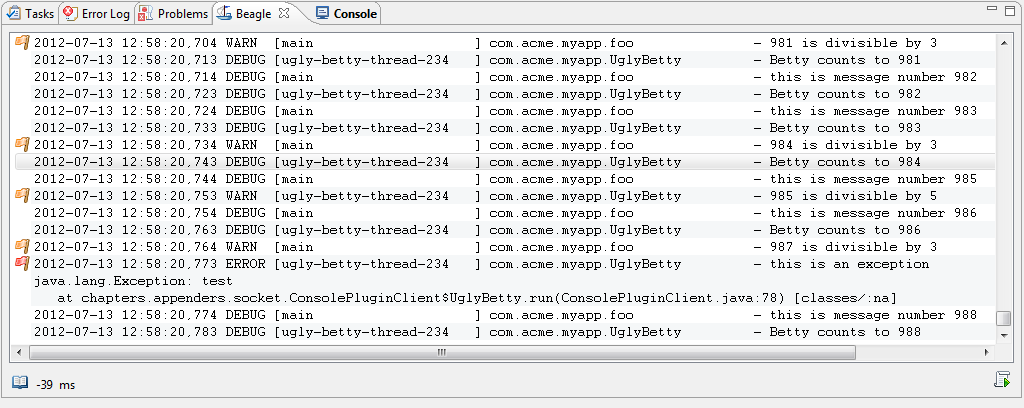 Tasks Error Log Problems Beagle Console
2012-07-13 12:58:20,704 WARN  [main                     ] com.acme.myapp.foo               - 981 is divisible by 3
2012-07-13 12:58:20,713 DEBUG [ugly-betty-thread-234    ] com.acme.myapp.UglyBetty         - Betty counts to 981
2012-07-13 12:58:20,714 DEBUG [main                     ] com.acme.myapp.foo               - this is message number 982
2012-07-13 12:58:20,723 DEBUG [ugly-betty-thread-234    ] com.acme.myapp.UglyBetty         - Betty counts to 982
2012-07-13 12:58:20,724 DEBUG [main                     ] com.acme.myapp.foo               - this is message number 983
2012-07-13 12:58:20,733 DEBUG [ugly-betty-thread-234    ] com.acme.myapp.UglyBetty         - Betty counts to 983
2012-07-13 12:58:20,734 WARN  [main                     ] com.acme.myapp.foo               - 984 is divisible by 3
2012-07-13 12:58:20,743 DEBUG [ugly-betty-thread-234    ] com.acme.myapp.UglyBetty         - Betty counts to 984
2012-07-13 12:58:20,744 DEBUG [main                     ] com.acme.myapp.foo               - this is message number 985
2012-07-13 12:58:20,753 WARN  [ugly-betty-thread-234    ] com.acme.myapp.UglyBetty         - 985 is divisible by 5
2012-07-13 12:58:20,754 DEBUG [main                     ] com.acme.myapp.foo               - this is message number 986
2012-07-13 12:58:20,763 DEBUG [ugly-betty-thread-234    ] com.acme.myapp.UglyBetty         - Betty counts to 986
2012-07-13 12:58:20,764 WARN  [main                     ] com.acme.myapp.foo               - 987 is divisible by 3
2012-07-13 12:58:20,773 ERROR [ugly-betty-thread-234    ] com.acme.myapp.UglyBetty         - this is an exception
java.lang.Exception: test
   at chapters.appenders.socket.ConsolePluginClient$UglyBetty.run(ConsolePluginClient.java:78) [classes/:na]
2012-07-13 12:58:20,774 DEBUG [main                     ] com.acme.myapp.foo               - this is message number 988
2012-07-13 12:58:20,783 DEBUG [ugly-betty-thread-234    ] com.acme.myapp.UglyBetty         - Betty counts to 988
-39 ms